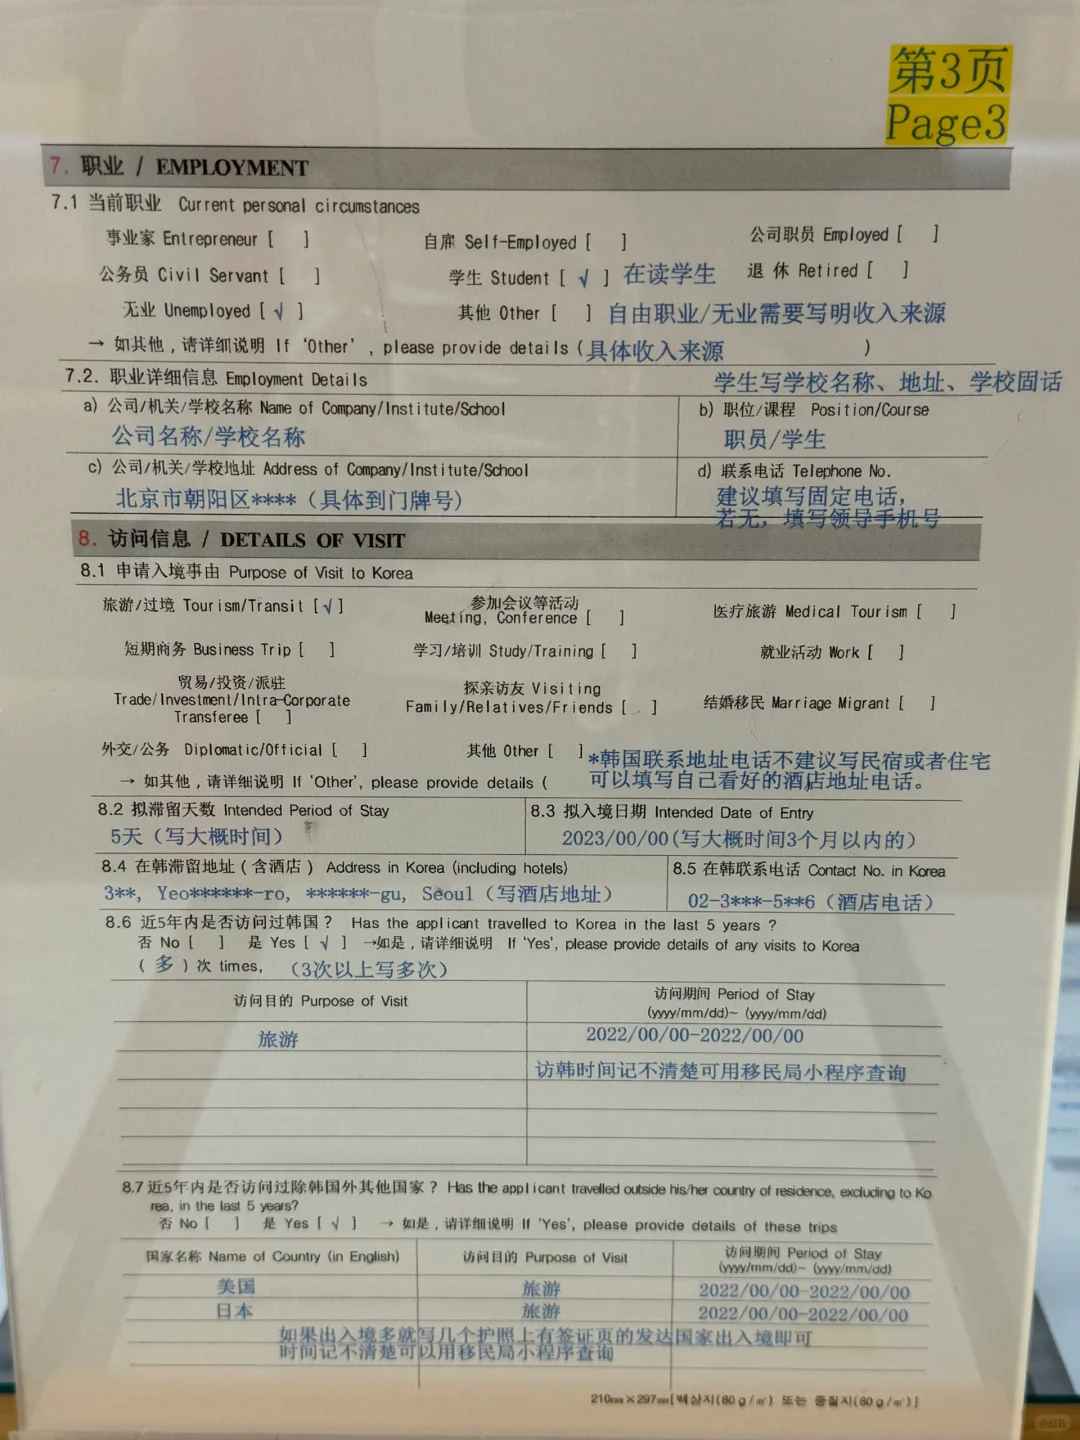 第3页
Page3
7. 职业 / EMPLOYMENT
7.1 当前职业 Current personal circumstances
事业家 Entrepreneur [ ] 自雇 Self-Employed [ ] 公司职员 Employed [ ]
公务员 Civil Servant [ ] 学生 Student [ √ ] 在读学生 退 休 Retired [ ]
无业 Unemployed [ √ ] 其他 Other [ ] 自由职业/无业需要写明收入来源
→ 如其他，请详细说明 If 'Other' , please provide details (具体收入来源 )
7.2. 职业详细信息 Employment Details 学生写学校名称、地址、学校固话
a) 公司/机关/学校名称 Name of Company/Institute/School b) 职位/课程 Position/Course
公司名称/学校名称 职员/学生
c) 公司/机关/学校地址 Address of Company/Institute/School d) 联系电话 Telephone No.
北京市朝阳区****（具体到门牌号） 建议填写固定电话，
若无，填写领导手机号
8. 访问信息 / DETAILS OF VISIT
8.1 申请入境事由 Purpose of Visit to Korea
旅游/过境 Tourism/Transit [√] 参加会议等活动 Meeting, Conference [ ] 医疗旅游 Medical Tourism [ ]
短期商务 Business Trip [ ] 学习/培训 Study/Training [ ] 就业活动 Work [ ]
贸易/投资/派驻 Trade/Investment/Intra-Corporate Transferee [ ] 探亲访友 Visiting Family/Relatives/Friends [ ] 结婚移民 Marriage Migrant [ ]
外交/公务 Diplomatic/Official [ ] 其他 Other [ ] *韩国联系地址电话不建议写民宿或者住宅
→ 如其他，请详细说明 If 'Other', please provide details ( 可以填写自己看好的酒店地址电话。
8.2 拟滞留天数 Intended Period of Stay 8.3 拟入境日期 Intended Date of Entry
5天（写大概时间） 2023/00/00(写大概时间3个月以内的）
8.4 在韩滞留地址 ( 含酒店 ) Address in Korea (including hotels) 8.5 在韩联系电话 Contact No. in Korea
3**, Yeo******-ro, ******-gu, Seoul（写酒店地址） 02-3***-5**6（酒店电话）
8.6 近5年内是否访问过韩国？ Has the applicant travelled to Korea in the last 5 years ?
否 No [ ] 是 Yes [ √ ] →如是，请详细说明 If 'Yes', please provide details of any visits to Korea
( 多 ) 次 times, （3次以上写多次）
访问目的 Purpose of Visit 访问期间 Period of Stay
(yyyy/mm/dd)~ (yyyy/mm/dd)
旅游 2022/00/00-2022/00/00
访韩时间记不清楚可用移民局小程序查询
8.7 近5年内是否访问过除韩国外其他国家？ Has the applicant travelled outside his/her country of residence, excluding to Ko
rea, in the last 5 years?
否 No [ ] 是 Yes [ √ ] → 如是，请详细说明 If 'Yes', please provide details of these trips
国家名称 Name of Country (in English) 访问目的 Purpose of Visit 访问期间 Period of Stay
(yyyy/mm/dd)~ (yyyy/mm/dd)
美国 旅游 2022/00/00-2022/00/00
日本 旅游 2022/00/00-2022/00/00
如果出入境多就写几个护照上有签证页的发达国家出入境即可
时间记不清楚可以用移民局小程序查询
210㎜×297㎜[백상지(80g/㎡) 또는 중질지(80g/㎡)]
小红书